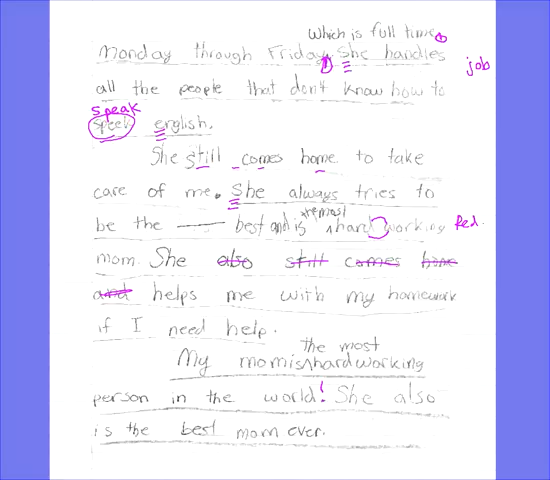 Which is full time
Monday through Friday. She handles
job
all the people that don't know how to
speak
speek english.
She still comes home to take
care of me. She always tries to
the most
be the best and is hard working
mom. She also still comes home
and helps me with my homework
if I need help.
the most
My mom is hardworking
person in the world! She also
is the best mom ever.